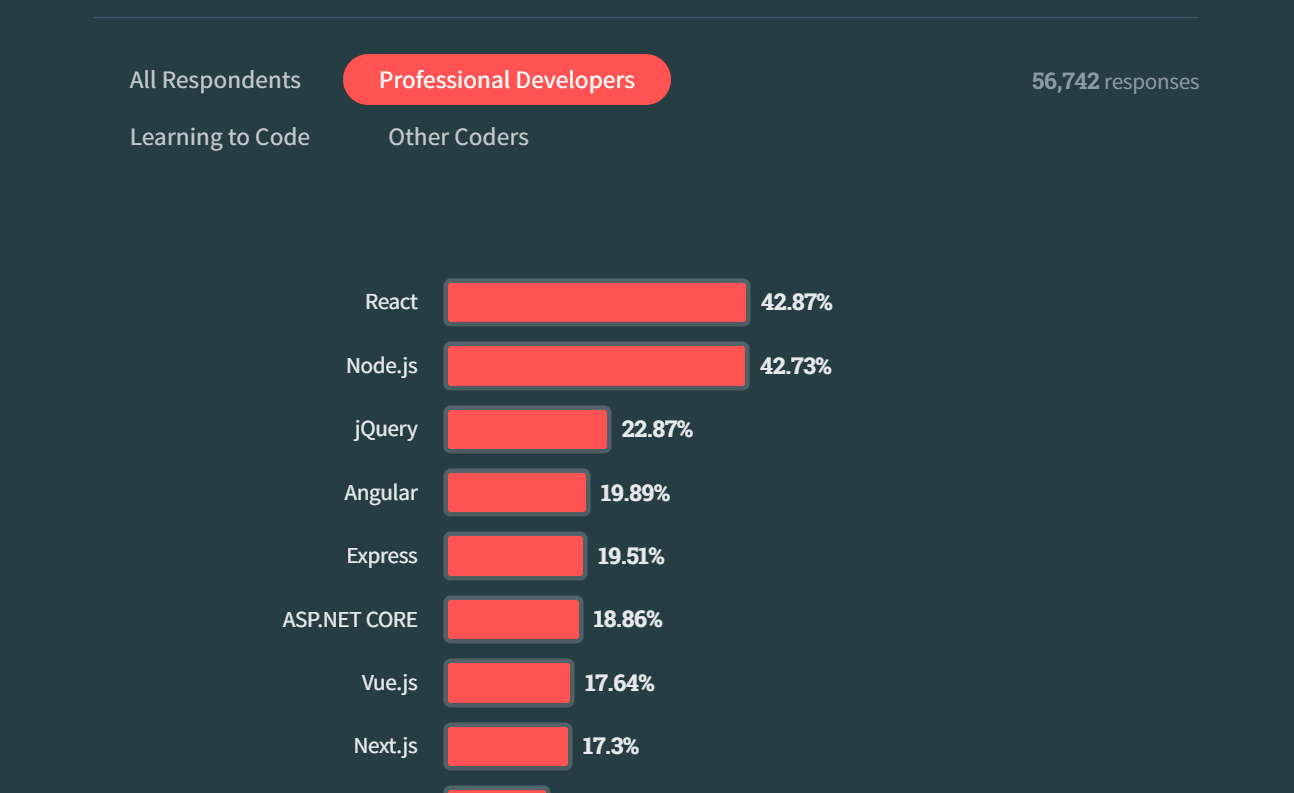 All Respondents Professional Developers 56,742 responses
Learning to Code Other Coders
React 42.87%
Node.js 42.73%
jQuery 22.87%
Angular 19.89%
Express 19.51%
ASP.NET CORE 18.86%
Vue.js 17.64%
Next.js 17.3%